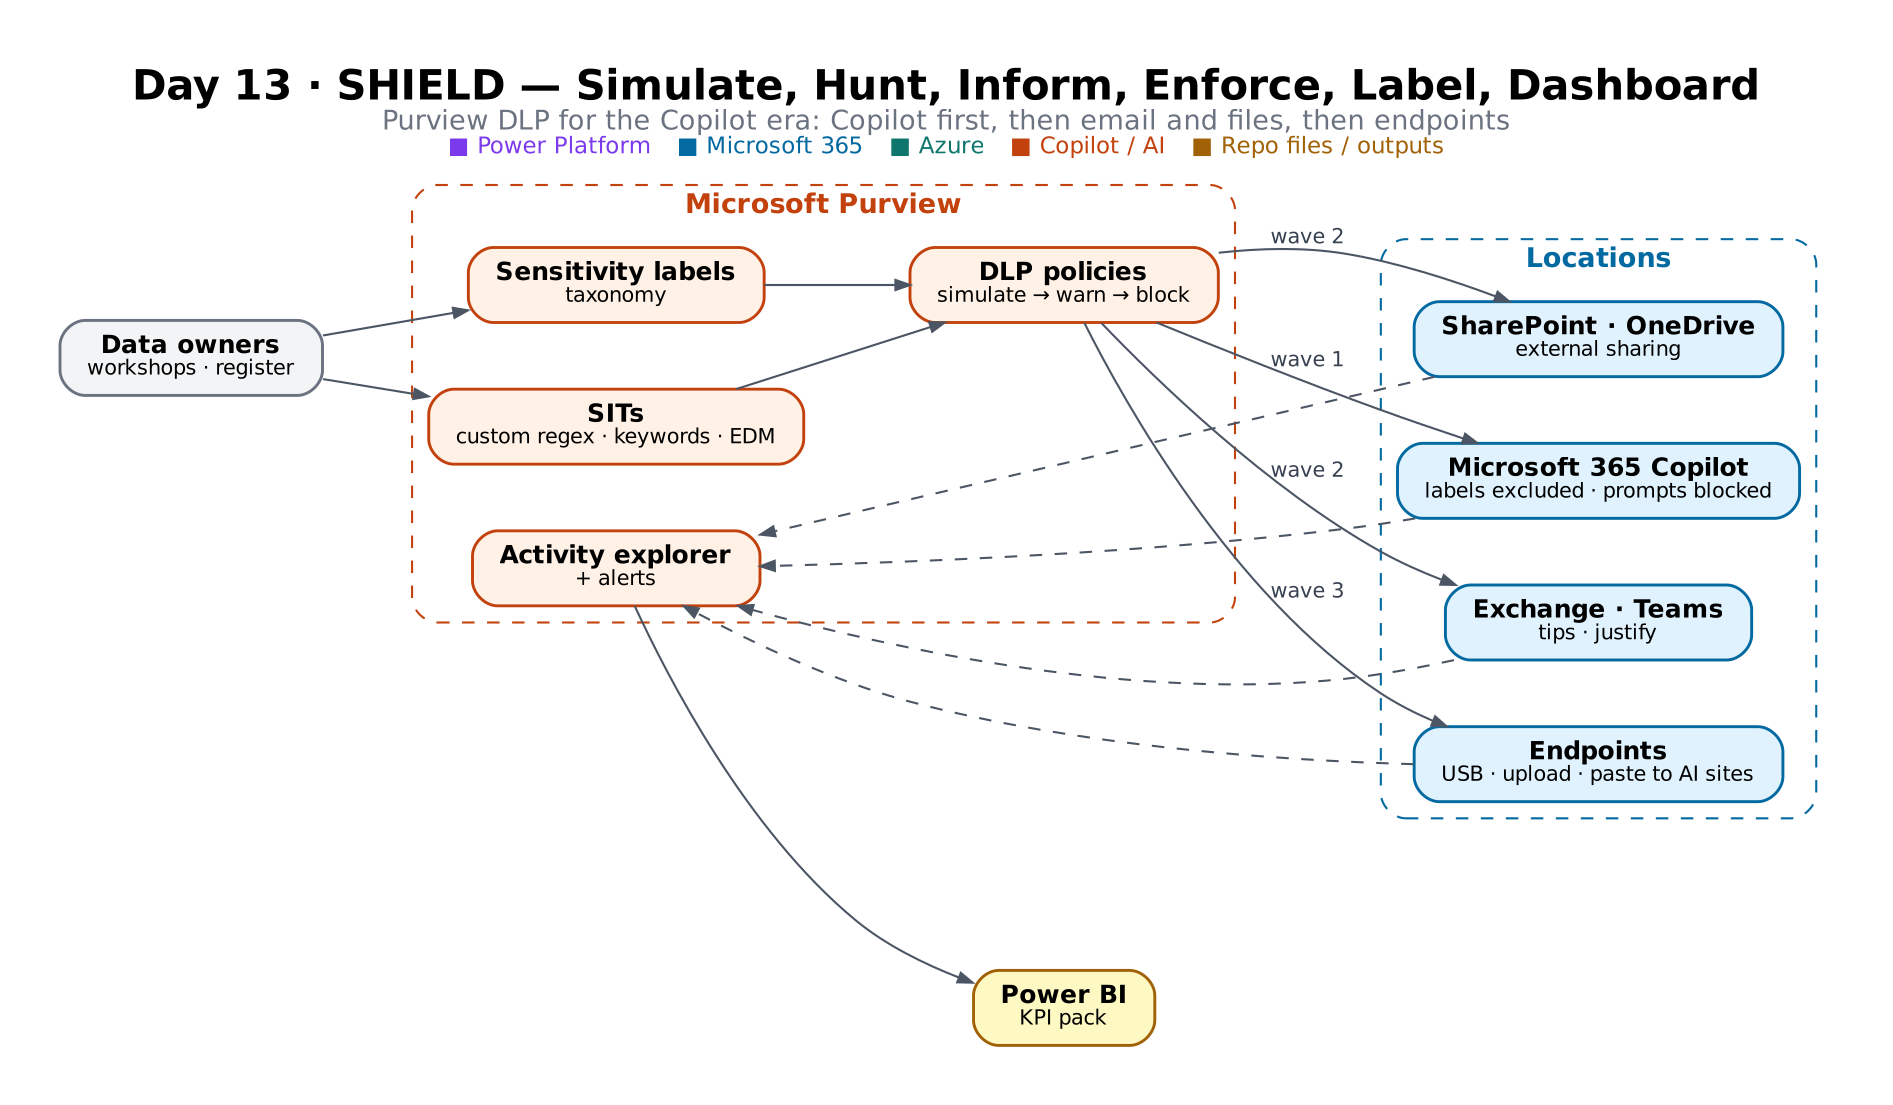 Day 13 · SHIELD — Simulate, Hunt, Inform, Enforce, Label, Dashboard
Purview DLP for the Copilot era: Copilot first, then email and files, then endpoints
■ Power Platform ■ Microsoft 365 ■ Azure ■ Copilot / AI ■ Repo files / outputs
Microsoft Purview
Data owners
workshops · register
Sensitivity labels
taxonomy
DLP policies
simulate → warn → block
SITs
custom regex · keywords · EDM
Activity explorer
+ alerts
wave 2
wave 1
wave 2
wave 3
Locations
SharePoint · OneDrive
external sharing
Microsoft 365 Copilot
labels excluded · prompts blocked
Exchange · Teams
tips · justify
Endpoints
USB · upload · paste to AI sites
Power BI
KPI pack